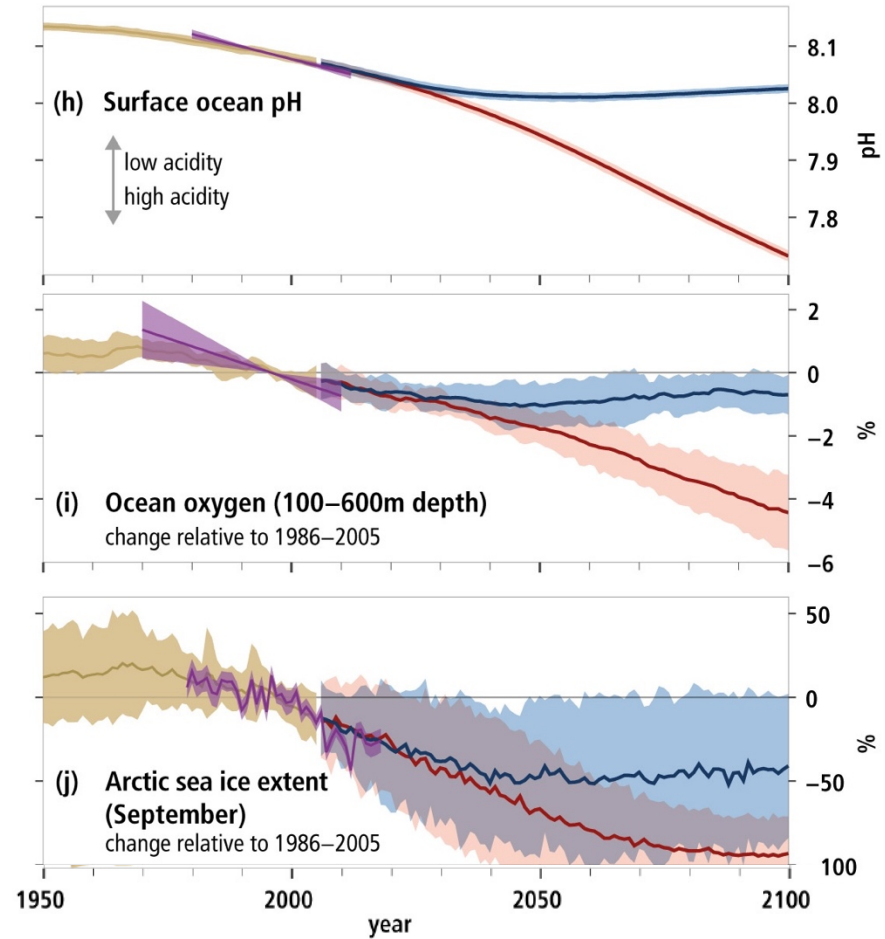 8.1
(h) Surface ocean pH
8.0
pH
low acidity
7.9
high acidity
7.8
2
0
−2
%
(i) Ocean oxygen (100–600m depth)
−4
change relative to 1986–2005
−6
50
0
%
−50
(j) Arctic sea ice extent
(September)
change relative to 1986–2005
100
1950 2000 2050 2100
year